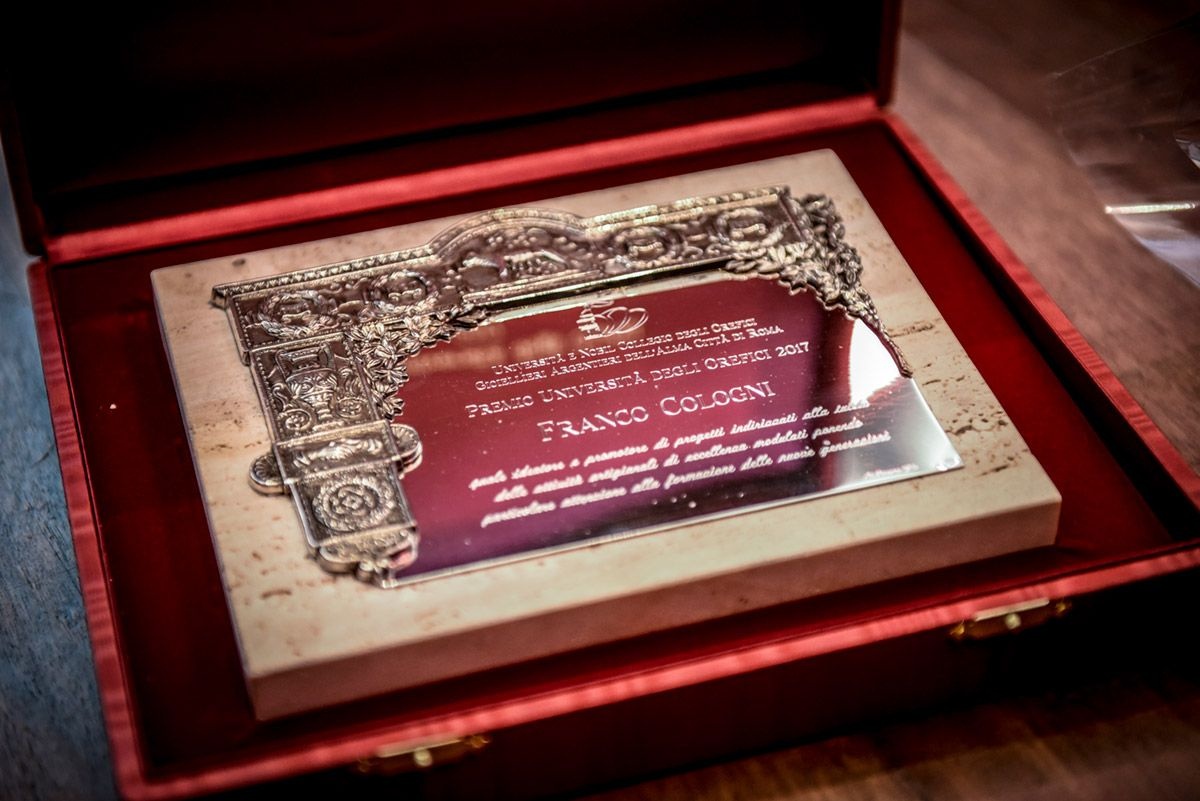 Università e Nobil Collegio degli Orefici
Gioiellieri Argentieri dell'Alma Città di Roma
Premio Università degli Orefici 2017
Franco Cologni
quale ideatore e promotore di progetti indirizzati alla tutela
delle attività artigianali di eccellenza modulati ponendo
particolare attenzione alla formazione delle nuove generazioni